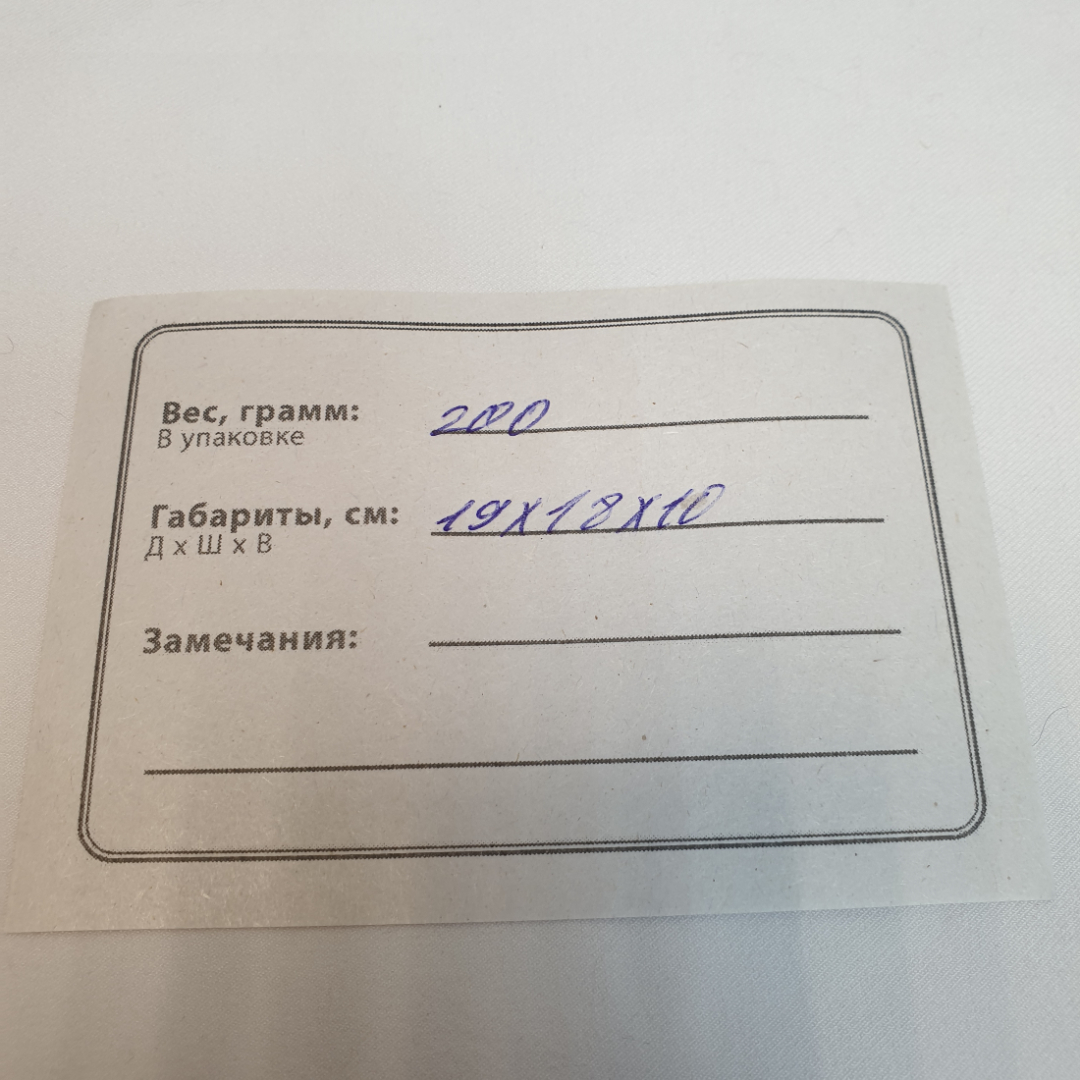 Вес, грамм: 200
В упаковке
Габариты, см: 19х18х10
Д х Ш х В
Замечания: